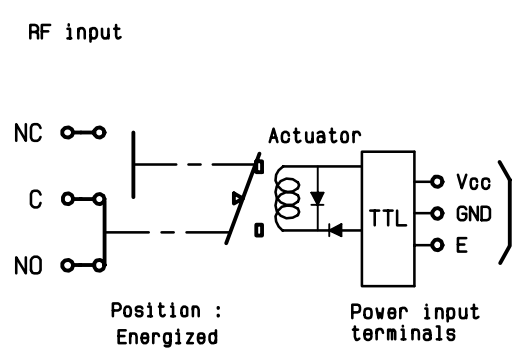 RF input
NC
Actuator
Vcc
C
TTL
GND
E
NO
Position :
Energized
Power input
terminals